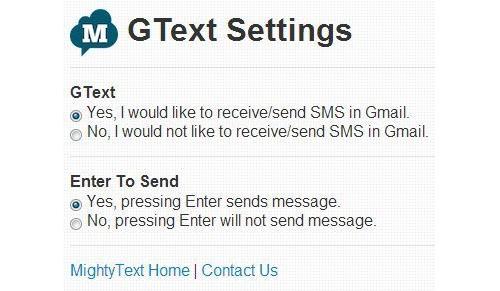 M GText Settings
GText
Yes, I would like to receive/send SMS in Gmail.
No, I would not like to receive/send SMS in Gmail.
Enter To Send
Yes, pressing Enter sends message.
No, pressing Enter will not send message.
MightyText Home | Contact Us